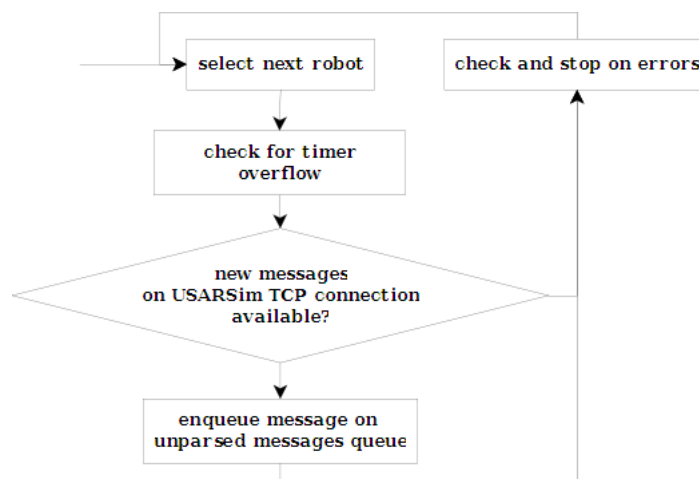 select next robot
check and stop on errors
check for timer
overflow
new messages
on USARSim TCP connection
available?
enqueue message on
unparsed messages queue